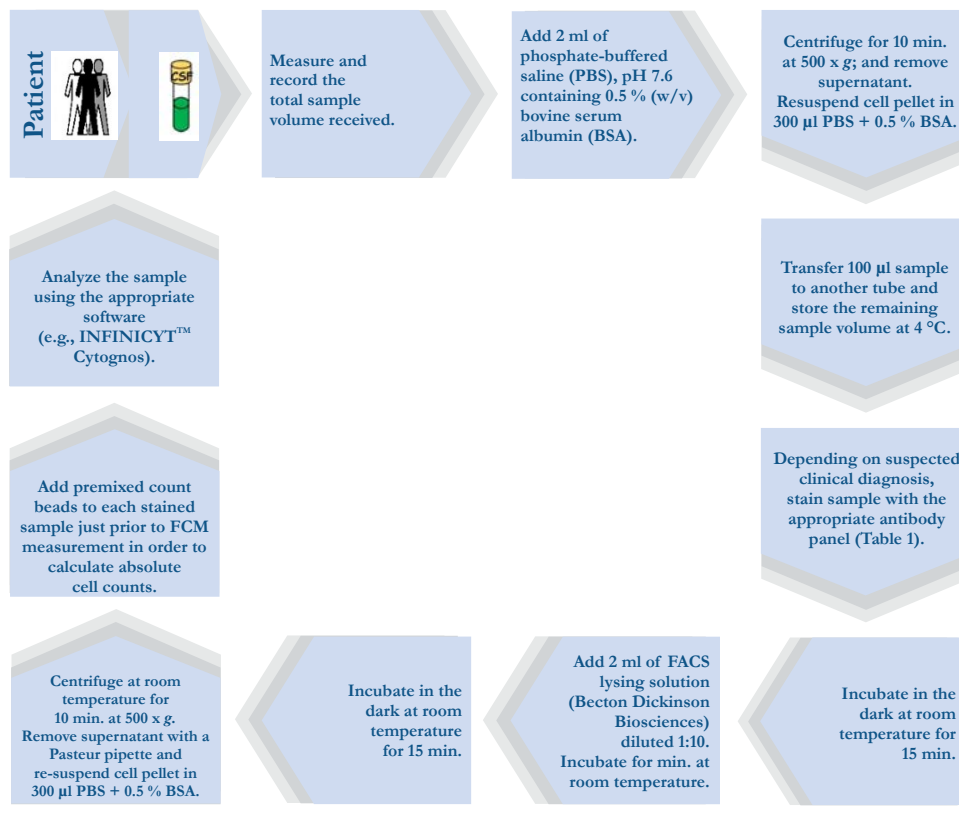 Patient
CSF
Measure and
record the
total sample
volume received.
Add 2 ml of
phosphate-buffered
saline (PBS), pH 7.6
containing 0.5 % (w/v)
bovine serum
albumin (BSA).
Centrifuge for 10 min.
at 500 x g; and remove
supernatant.
Resuspend cell pellet in
300 µl PBS + 0.5 % BSA.
Transfer 100 µl sample
to another tube and
store the remaining
sample volume at 4 °C.
Depending on suspected
clinical diagnosis,
stain sample with the
appropriate antibody
panel (Table 1).
Incubate in the
dark at room
temperature for
15 min.
Add 2 ml of FACS
lysing solution
(Becton Dickinson
Biosciences)
diluted 1:10.
Incubate for min. at
room temperature.
Incubate in the
dark at room
temperature
for 15 min.
Centrifuge at room
temperature for
10 min. at 500 x g.
Remove supernatant with a
Pasteur pipette and
re-suspend cell pellet in
300 µl PBS + 0.5 % BSA.
Add premixed count
beads to each stained
sample just prior to FCM
measurement in order to
calculate absolute
cell counts.
Analyze the sample
using the appropriate
software
(e.g., INFINICYT™
Cytognos).